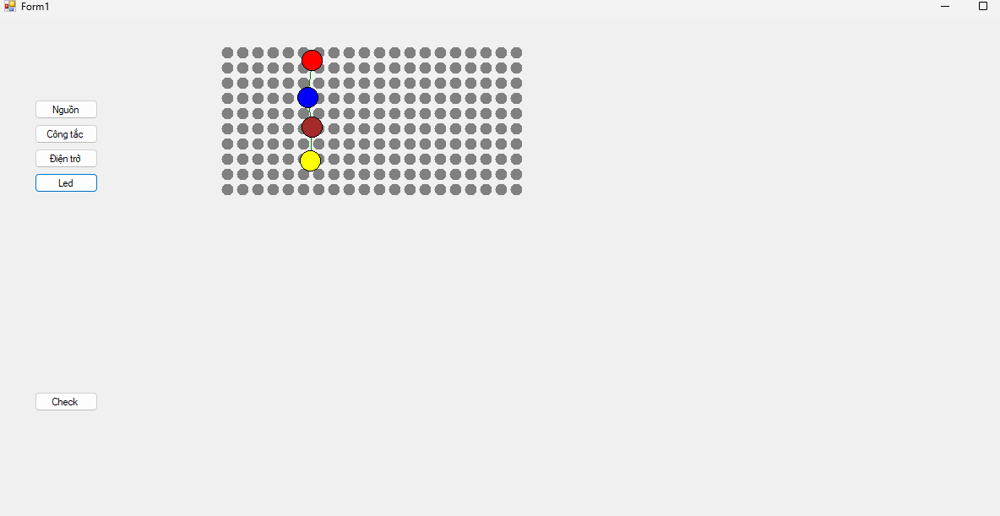 Form1
Nguồn
Công tắc
Điện trở
Led
Check